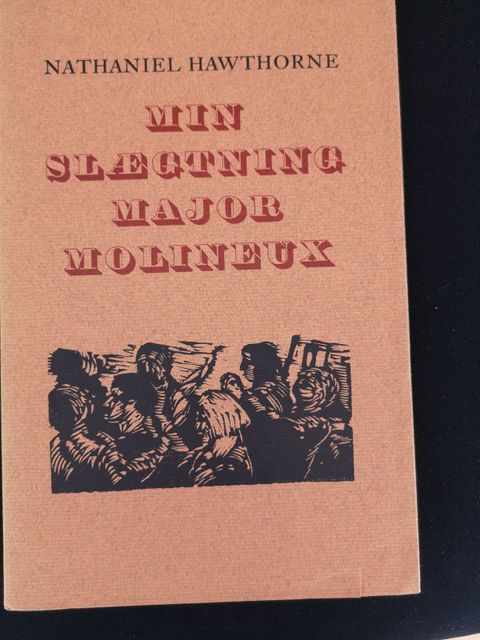 NATHANIEL HAWTHORNE
MIN
SLÆGTNING
MAJOR
MOLINEUX